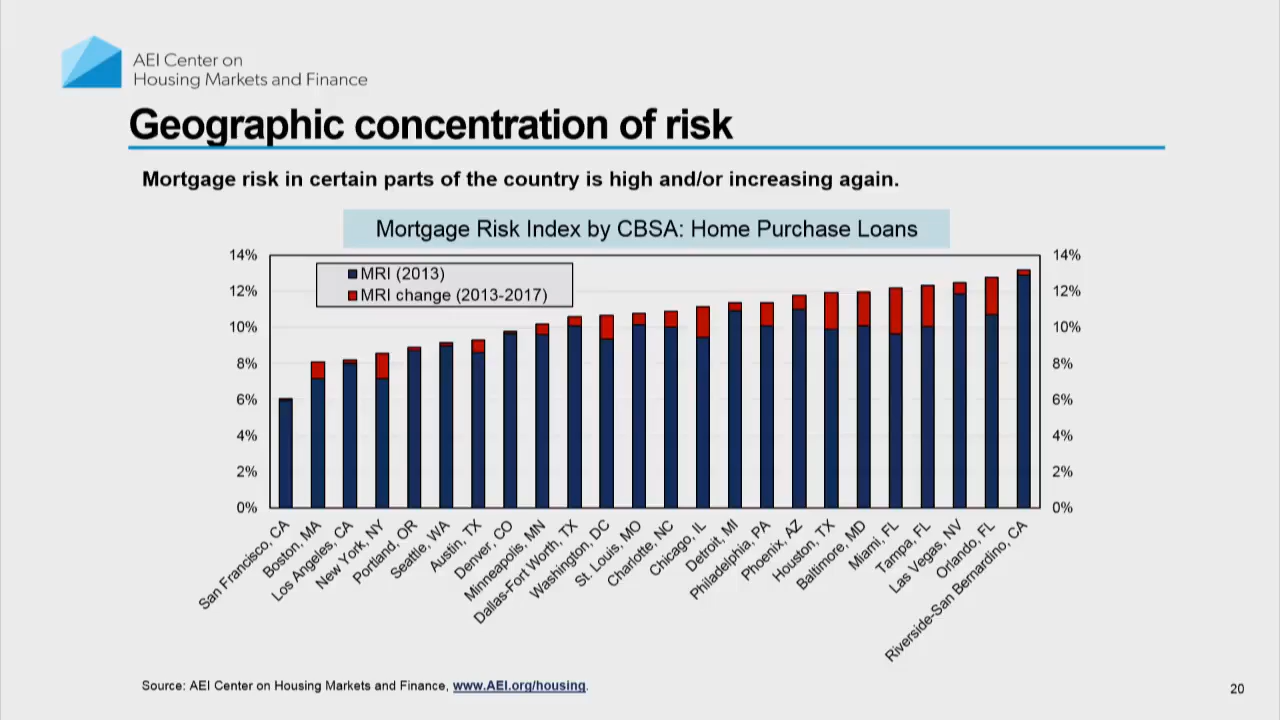 AEI Center on
Housing Markets and Finance
Geographic concentration of risk
Mortgage risk in certain parts of the country is high and/or increasing again.
Mortgage Risk Index by CBSA: Home Purchase Loans
14%
12%
10%
8%
6%
4%
2%
0%
MRI (2013)
MRI change (2013-2017)
14%
12%
10%
8%
6%
4%
2%
0%
San Francisco, CA
Boston, MA
Los Angeles, CA
New York, NY
Portland, OR
Seattle, WA
Austin, TX
Denver, CO
Minneapolis, MN
Dallas-Fort Worth, TX
Washington, DC
St. Louis, MO
Charlotte, NC
Chicago, IL
Detroit, MI
Philadelphia, PA
Phoenix, AZ
Houston, TX
Baltimore, MD
Miami, FL
Tampa, FL
Las Vegas, NV
Orlando, FL
Riverside-San Bernardino, CA
Source: AEI Center on Housing Markets and Finance, www.AEI.org/housing.
20